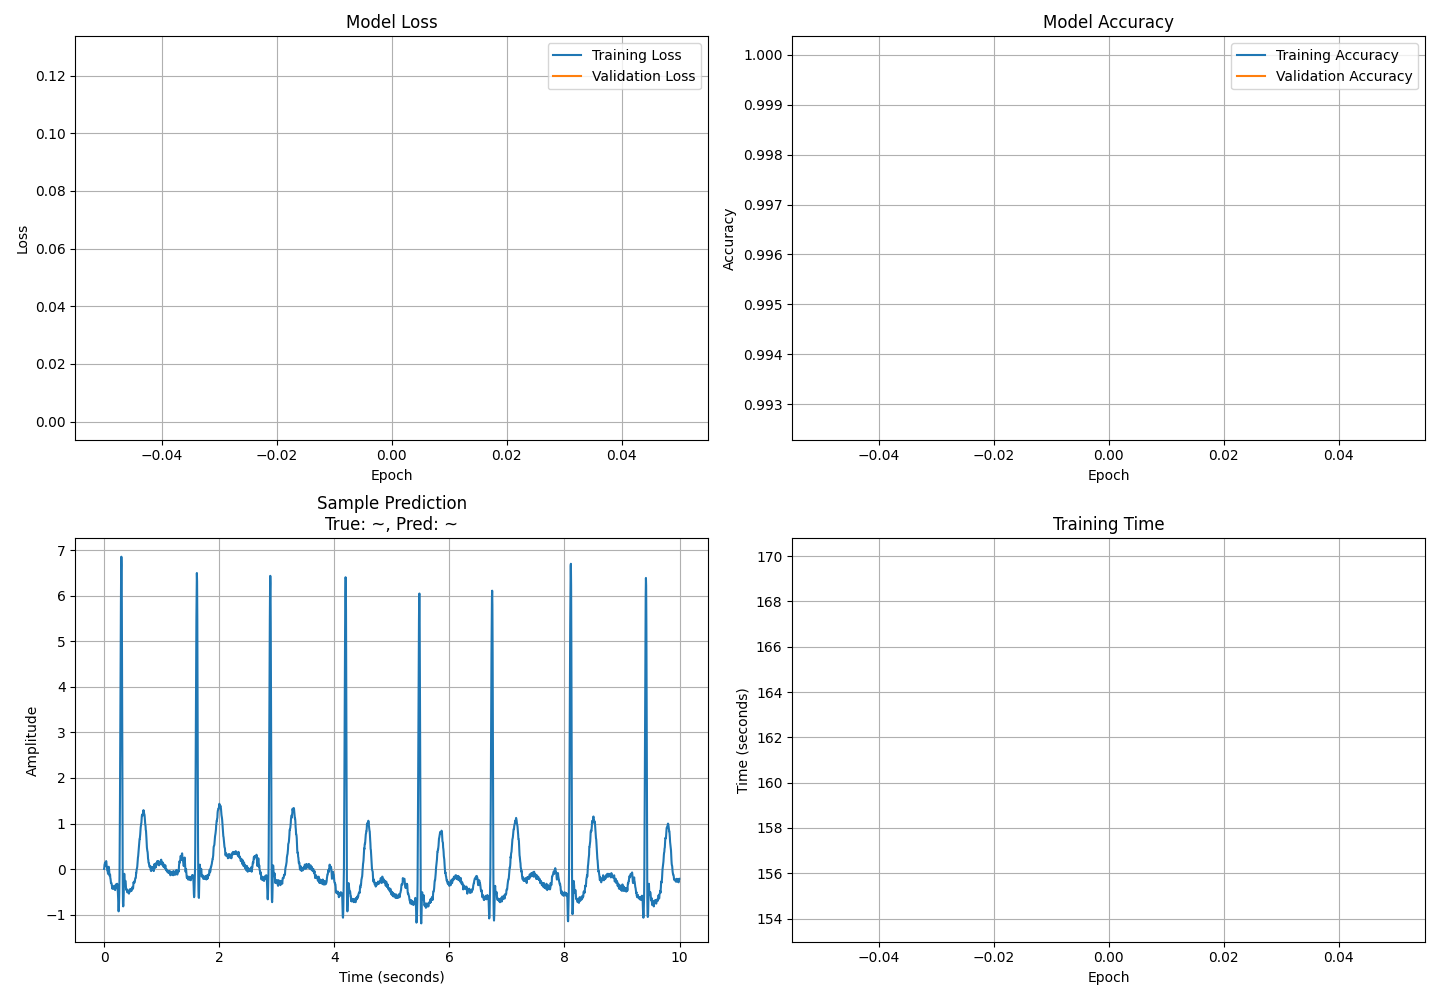 Model Loss
Training Loss
Validation Loss
0.12
0.10
0.08
0.06
0.04
0.02
0.00
Loss
−0.04 −0.02 0.00 0.02 0.04
Epoch
Model Accuracy
Training Accuracy
Validation Accuracy
1.000
0.999
0.998
0.997
0.996
0.995
0.994
0.993
Accuracy
−0.04 −0.02 0.00 0.02 0.04
Epoch
Sample Prediction
True: ~, Pred: ~
7
6
5
4
3
2
1
0
−1
Amplitude
0 2 4 6 8 10
Time (seconds)
Training Time
170
168
166
164
162
160
158
156
154
Time (seconds)
−0.04 −0.02 0.00 0.02 0.04
Epoch